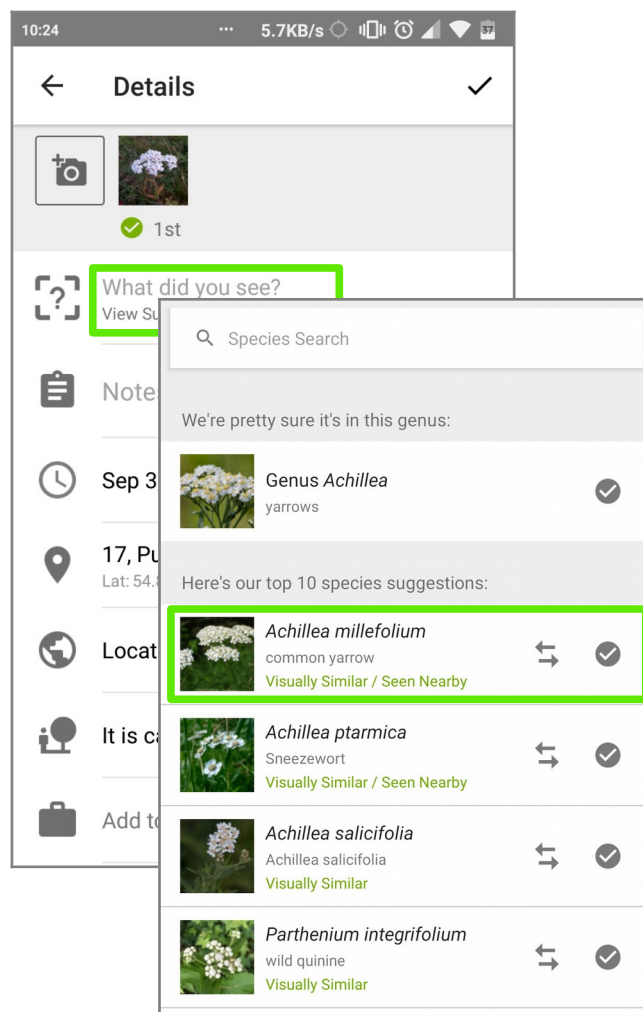 10:24 ... 5.7KB/s 37
Details
1st
What did you see?
View Su
Note
Sep 3
17, Pu
Lat: 54.
Locat
It is ca
Add to
Species Search
We're pretty sure it's in this genus:
Genus Achillea
yarrows
Here's our top 10 species suggestions:
Achillea millefolium
common yarrow
Visually Similar / Seen Nearby
Achillea ptarmica
Sneezewort
Visually Similar / Seen Nearby
Achillea salicifolia
Achillea salicifolia
Visually Similar
Parthenium integrifolium
wild quinine
Visually Similar